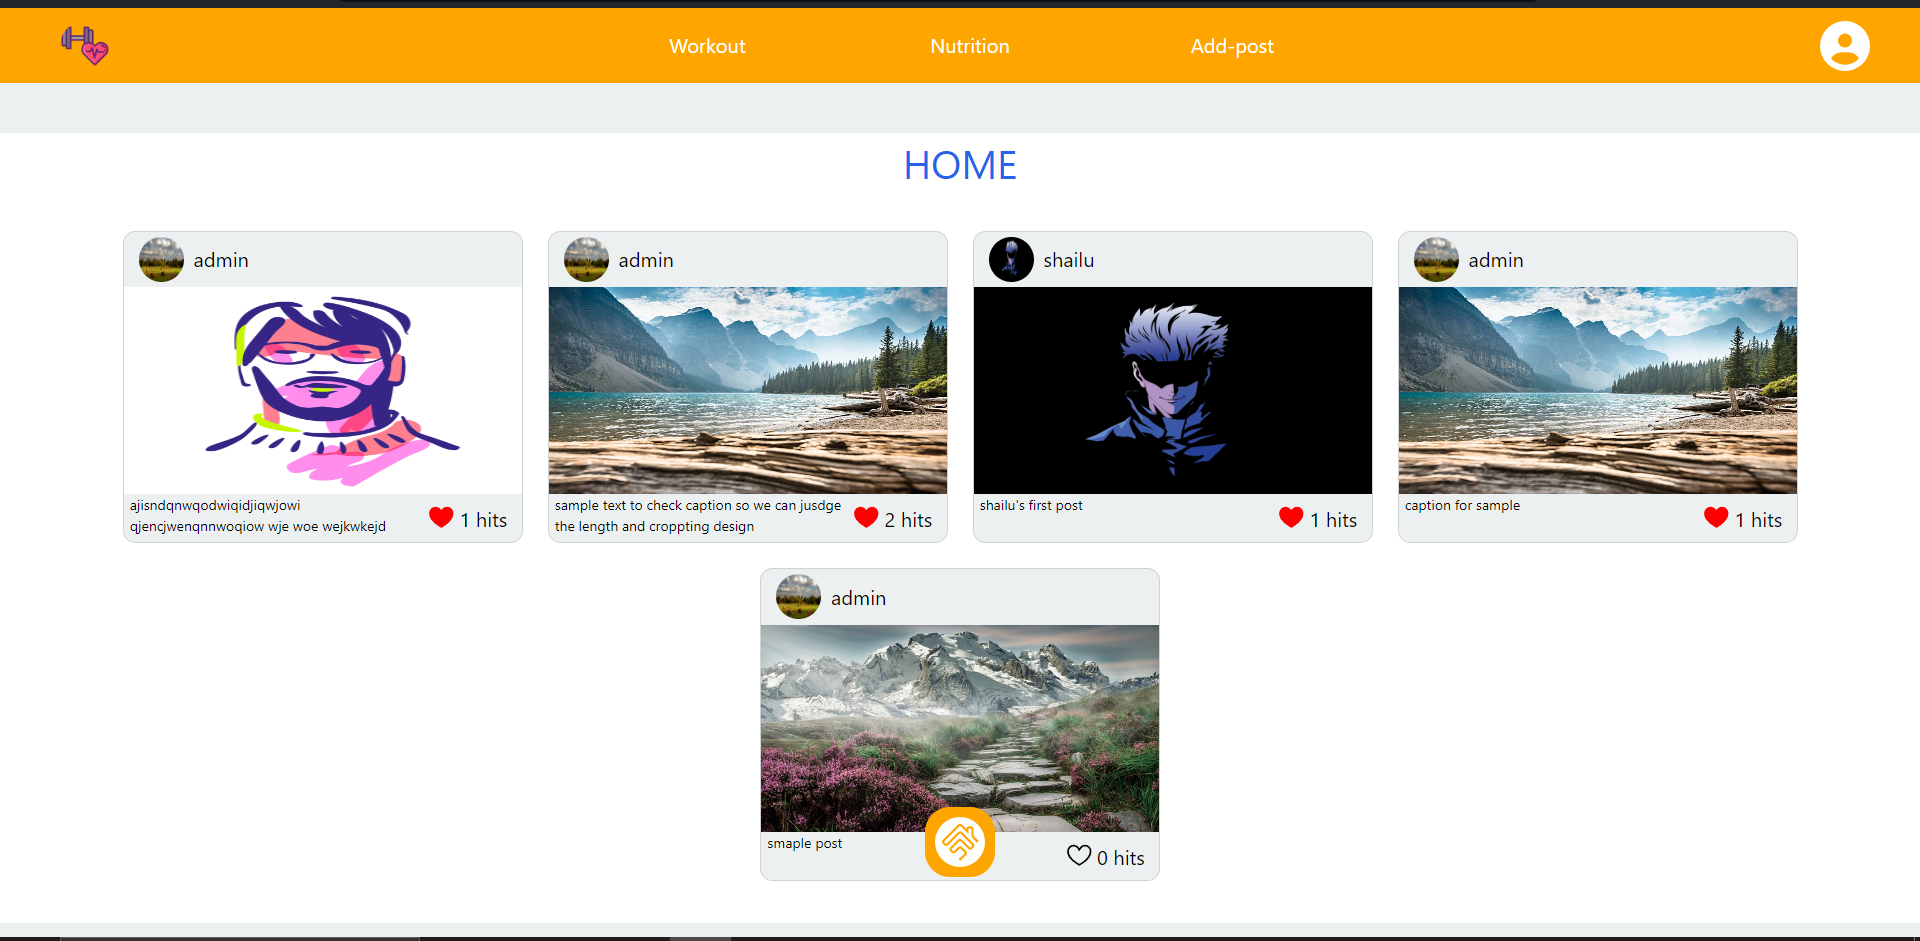 Workout
Nutrition
Add-post
HOME
admin
admin
shailu
admin
ajisndqnwqodwiqidjiqwjowi
qjencjwenqnnwoqiow wje woe wejkwkejd
1 hits
sample text to check caption so we can jusdge
the length and croppting design
2 hits
shailu's first post
1 hits
caption for sample
1 hits
admin
smaple post
0 hits